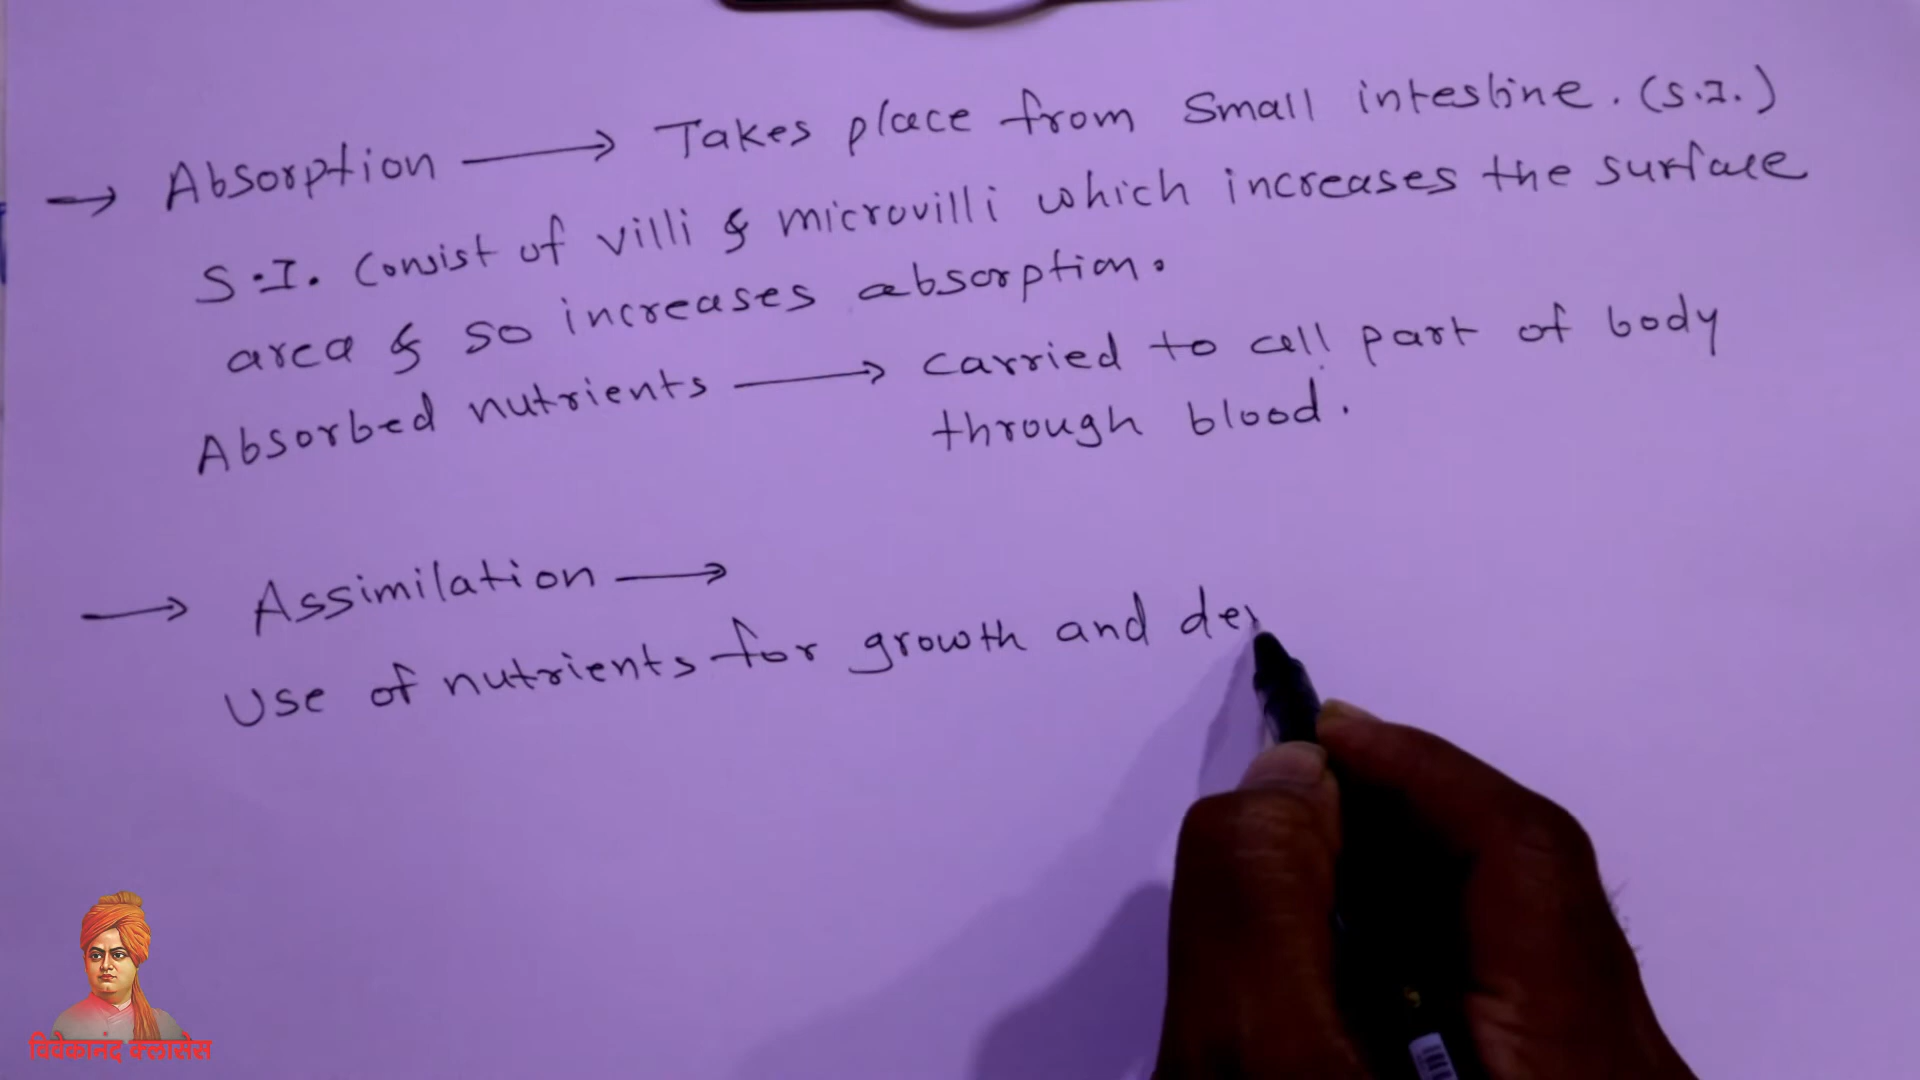 → Absorption → Takes place from Small intestine. (S.I.)
S.I. Consist of villi & microvilli which increases the surface
area & so increases absorption.
Absorbed nutrients → carried to all part of body
through blood.
→ Assimilation →
Use of nutrients for growth and dev
विवेकानंद क्लासेस